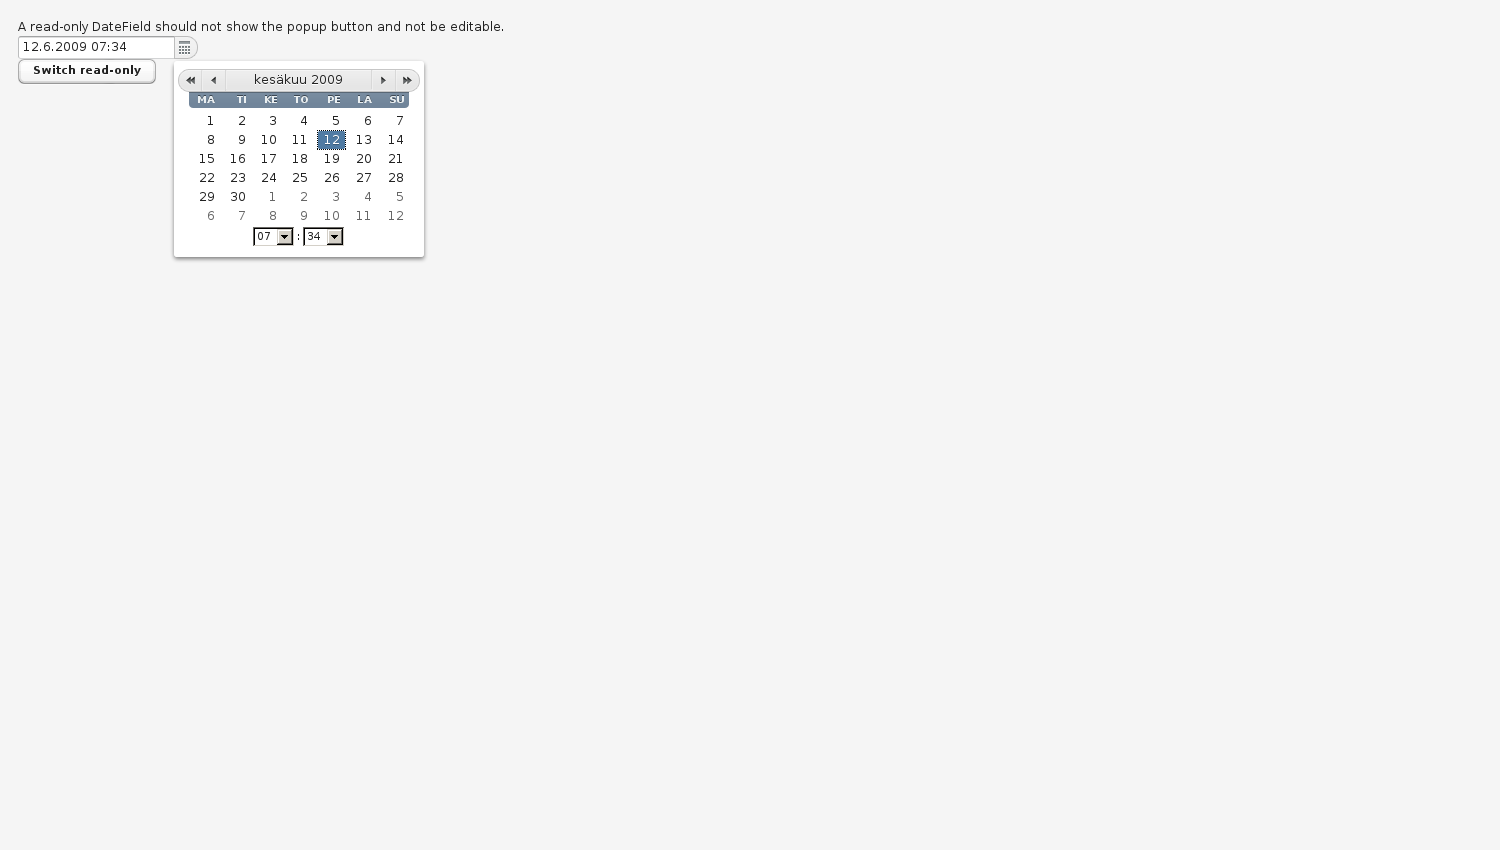 A read-only DateField should not show the popup button and not be editable.
12.6.2009 07:34
Switch read-only
kesäkuu 2009
MA TI KE TO PE LA SU
1 2 3 4 5 6 7
8 9 10 11 12 13 14
15 16 17 18 19 20 21
22 23 24 25 26 27 28
29 30 1 2 3 4 5
6 7 8 9 10 11 12
07 : 34